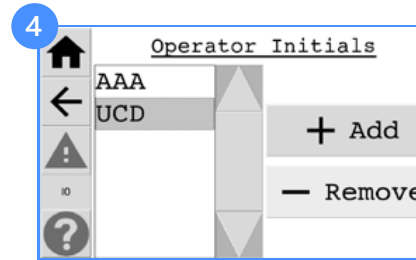 4
Operator Initials
AAA
UCD
+ Add
IO
− Remove
?